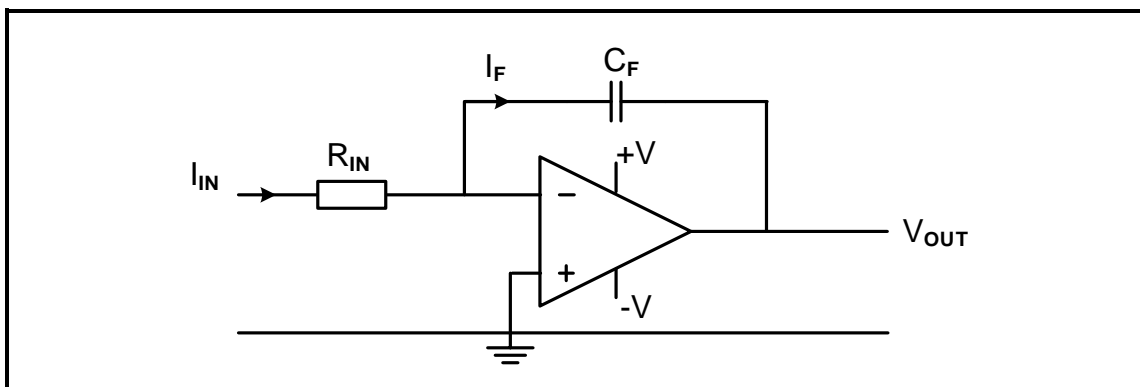 I_F
C_F
R_IN
+V
I_IN
−
V_OUT
+
-V